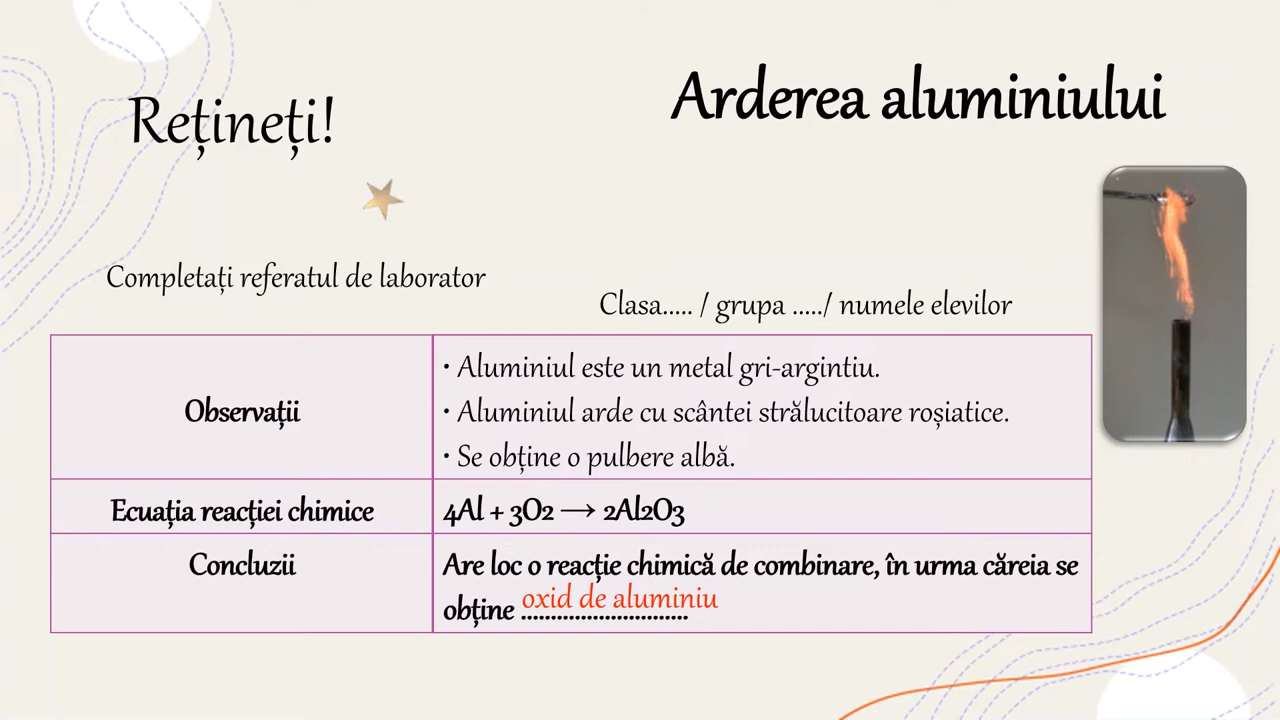 Rețineți!
Arderea aluminiului
Completați referatul de laborator
Clasa..... / grupa ...../ numele elevilor
Observații
• Aluminiul este un metal gri-argintiu.
• Aluminiul arde cu scântei strălucitoare roșiatice.
• Se obține o pulbere albă.
Ecuația reacției chimice
4Al + 3O2 ⟶ 2Al2O3
Concluzii
Are loc o reacție chimică de combinare, în urma căreia se
obține ............................
oxid de aluminiu